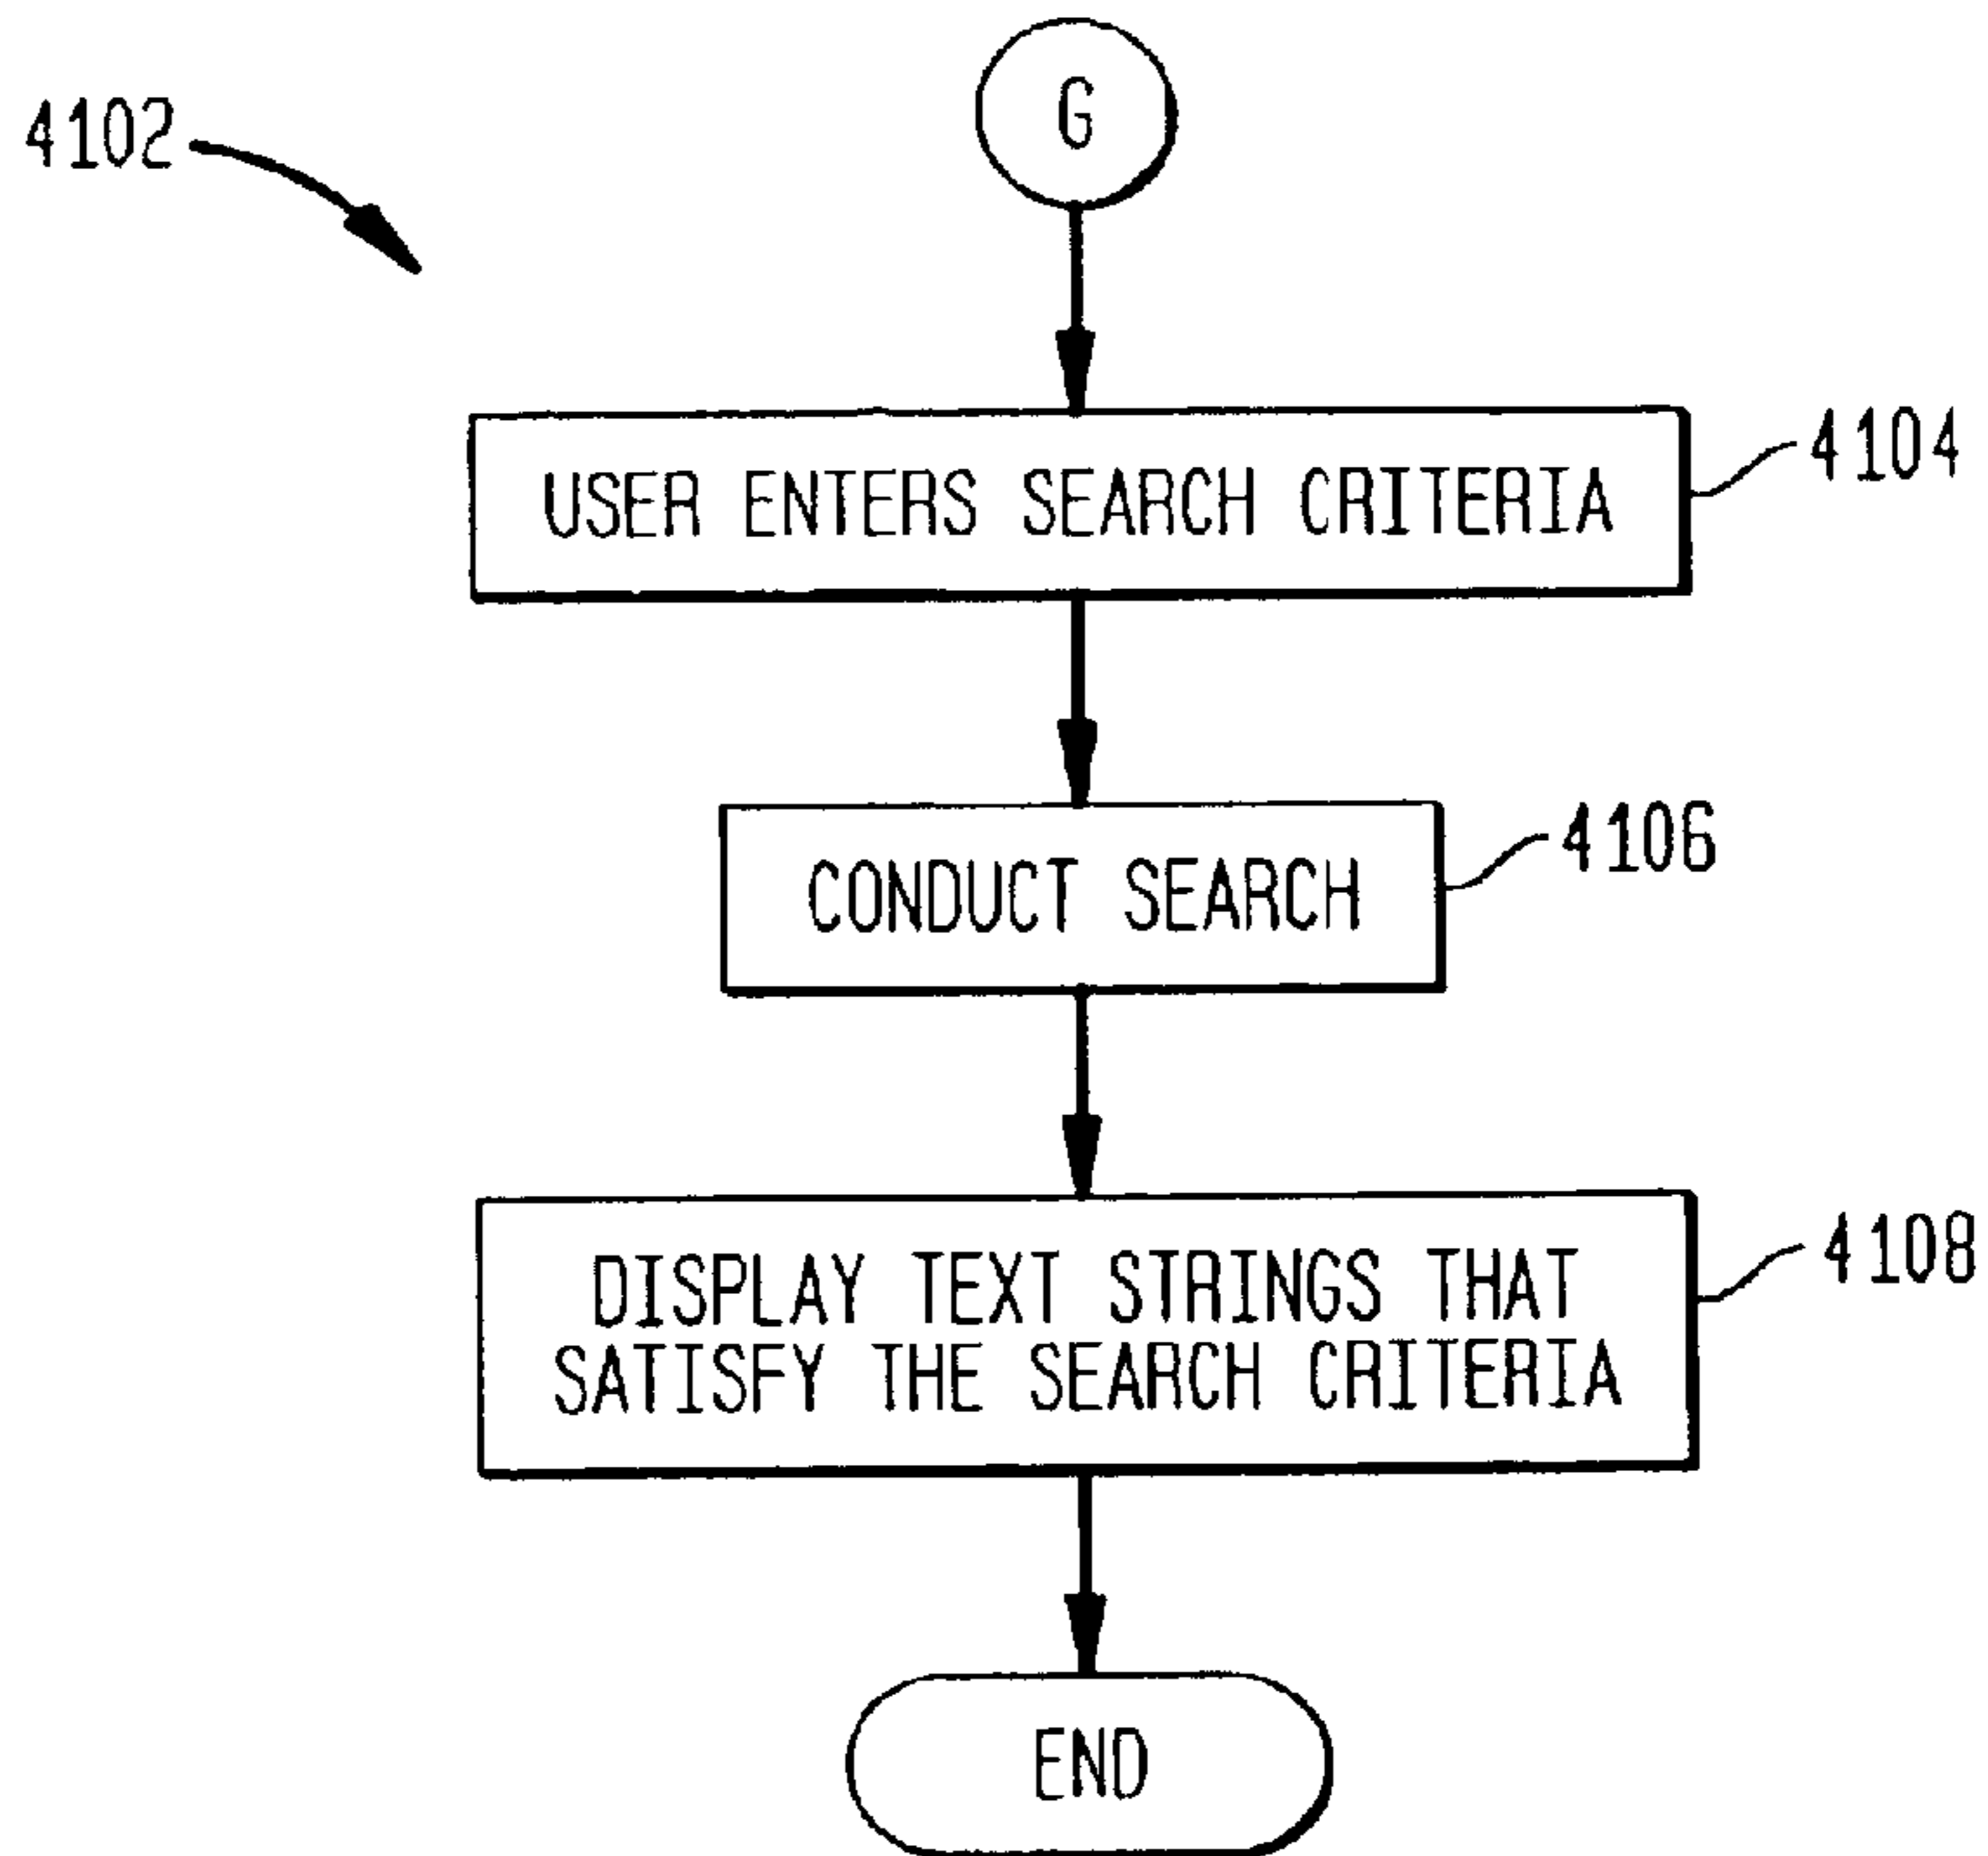 G
4102
USER ENTERS SEARCH CRITERIA
4104
CONDUCT SEARCH
4106
DISPLAY TEXT STRINGS THAT
SATISFY THE SEARCH CRITERIA
4108
END